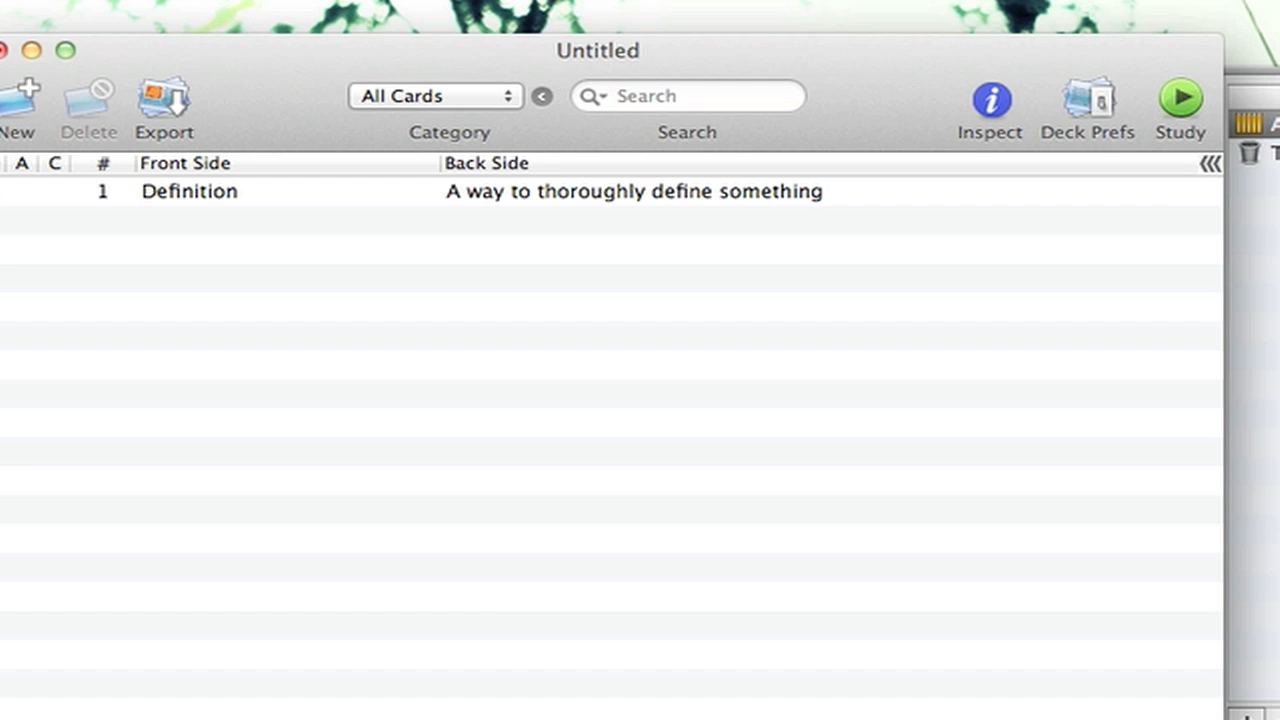 Untitled
New Delete Export All Cards Category Search Search Inspect Deck Prefs Study
A C # Front Side Back Side
1 Definition A way to thoroughly define something